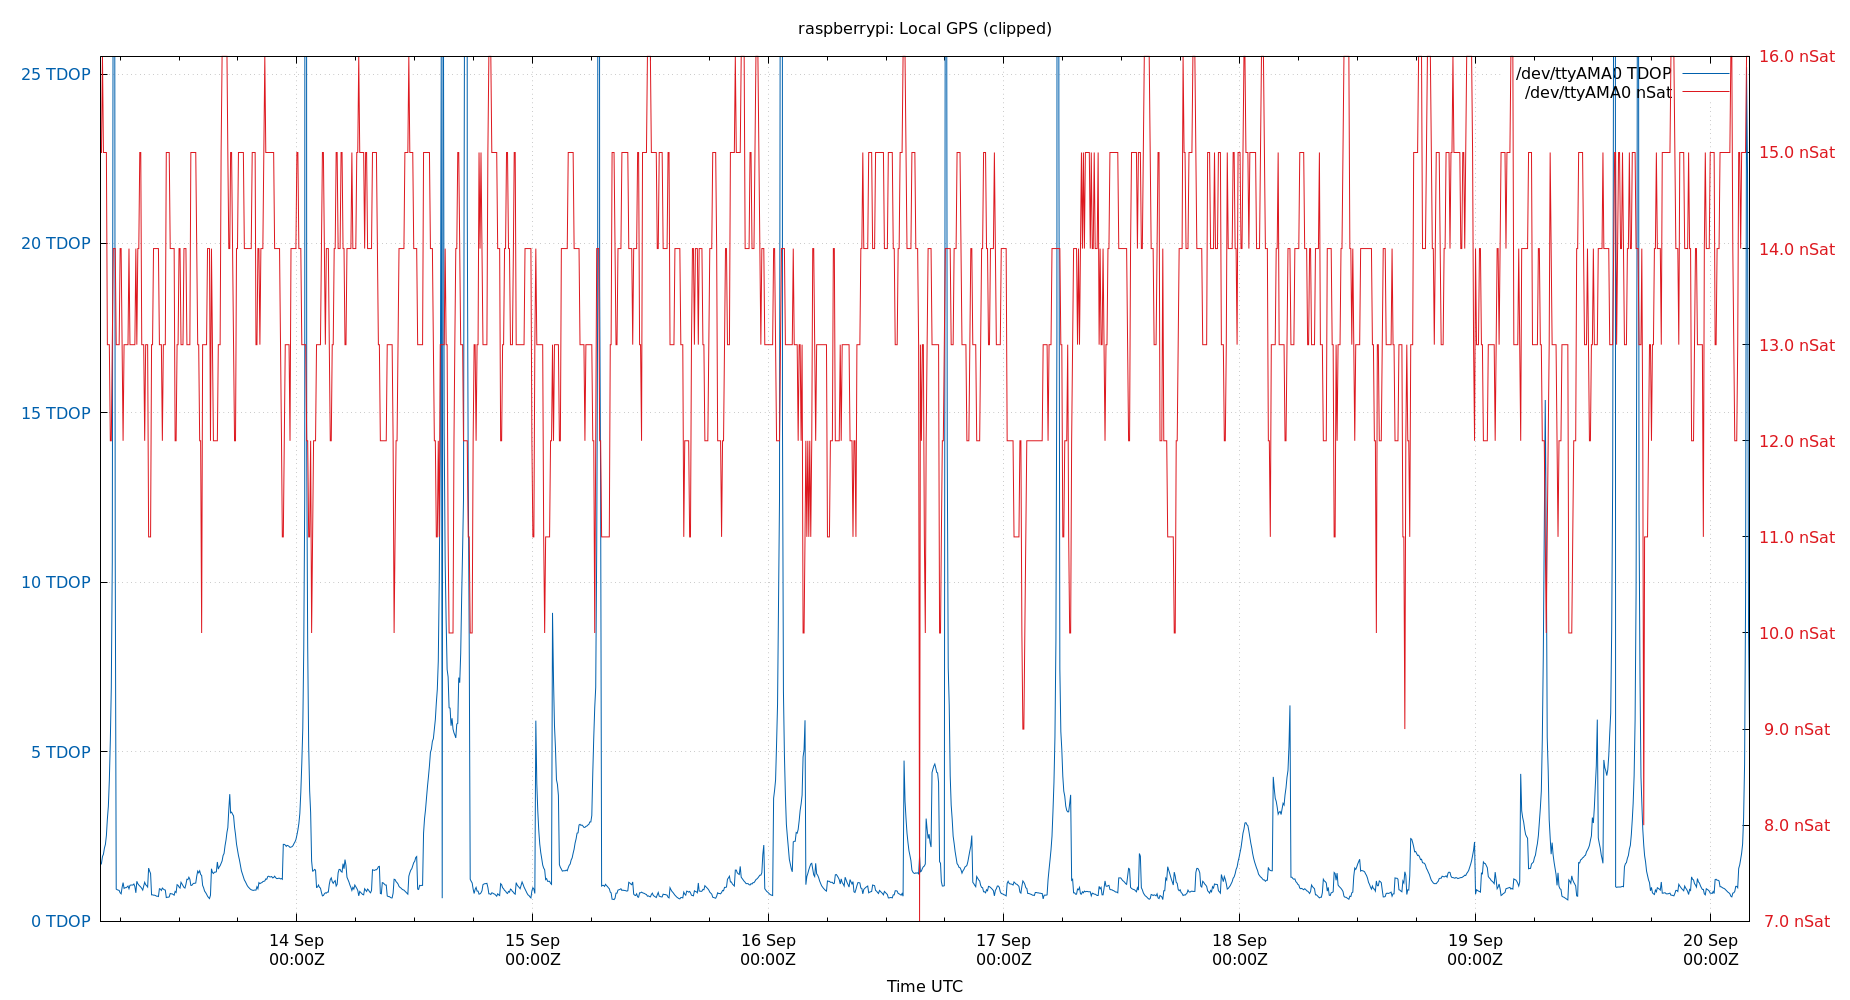 raspberrypi: Local GPS (clipped)
25 TDOP
20 TDOP
15 TDOP
10 TDOP
5 TDOP
0 TDOP
/dev/ttyAMA0 TDOP
/dev/ttyAMA0 nSat
16.0 nSat
15.0 nSat
14.0 nSat
13.0 nSat
12.0 nSat
11.0 nSat
10.0 nSat
9.0 nSat
8.0 nSat
7.0 nSat
14 Sep
00:00Z
15 Sep
00:00Z
16 Sep
00:00Z
17 Sep
00:00Z
18 Sep
00:00Z
19 Sep
00:00Z
20 Sep
00:00Z
Time UTC